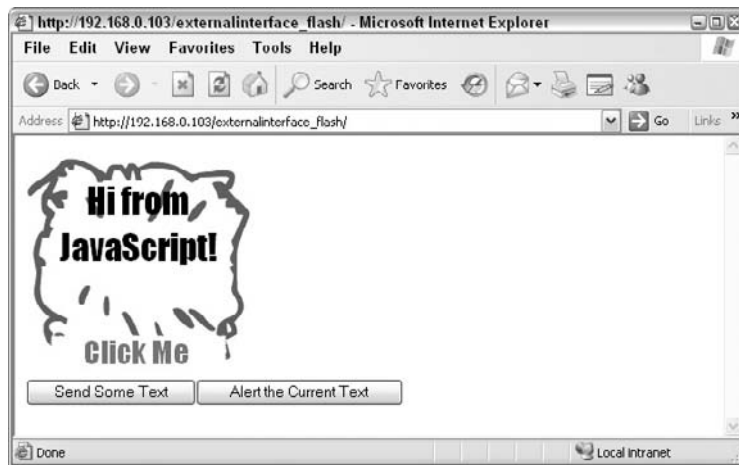 http://192.168.0.103/externalinterface_flash/ - Microsoft Internet Explorer
File Edit View Favorites Tools Help
Back Search Favorites
Address http://192.168.0.103/externalinterface_flash/ Go Links »
Hi from
JavaScript!
Click Me
Send Some Text Alert the Current Text
Done Local intranet